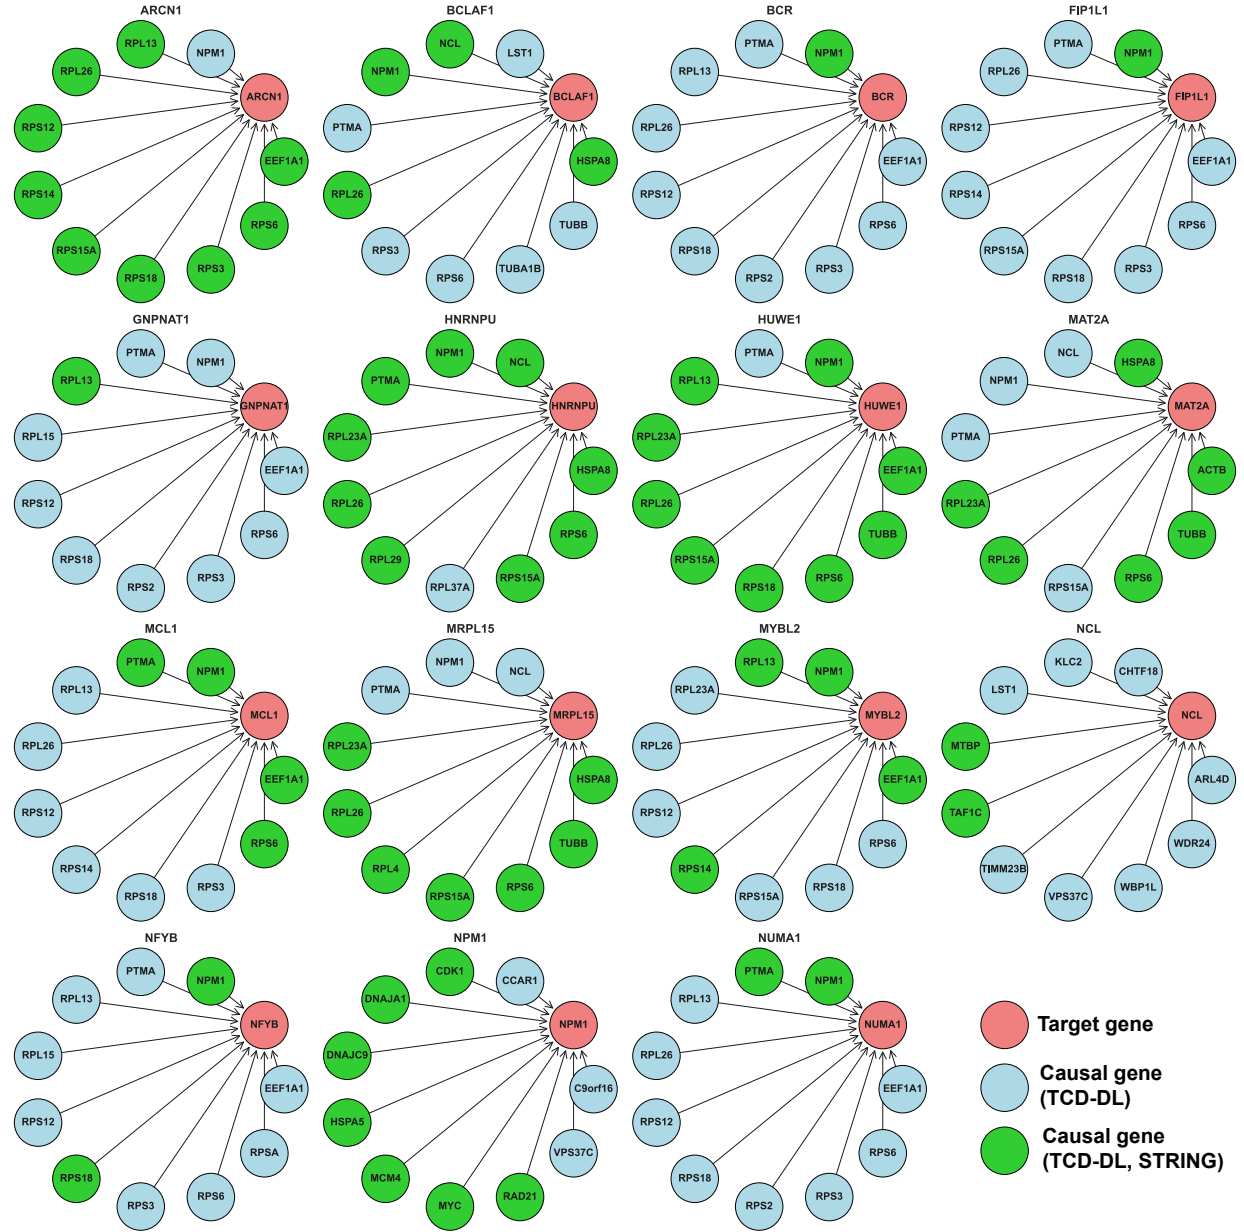 ARCN1
BCLAF1
BCR
FIP1L1
RPL13
NPM1
RPL26
ARCN1
RPS12
EEF1A1
RPS14
RPS6
RPS15A
RPS18
RPS3
NCL
LST1
NPM1
BCLAF1
PTMA
HSPA8
RPL26
TUBB
RPS3
RPS6
TUBA1B
PTMA
NPM1
RPL13
BCR
RPL26
EEF1A1
RPS12
RPS6
RPS18
RPS2
RPS3
PTMA
NPM1
RPL26
FIP1L1
RPS12
EEF1A1
RPS14
RPS6
RPS15A
RPS18
RPS3
GNPNAT1
HNRNPU
HUWE1
MAT2A
PTMA
NPM1
RPL13
GNPNAT1
RPL15
EEF1A1
RPS12
RPS6
RPS18
RPS2
RPS3
NPM1
NCL
PTMA
HNRNPU
RPL23A
HSPA8
RPL26
RPS6
RPL29
RPL37A
RPS15A
PTMA
NPM1
RPL13
HUWE1
RPL23A
EEF1A1
RPL26
TUBB
RPS15A
RPS18
RPS6
NCL
HSPA8
NPM1
MAT2A
PTMA
ACTB
RPL23A
TUBB
RPL26
RPS15A
RPS6
MCL1
MRPL15
MYBL2
NCL
PTMA
NPM1
RPL13
MCL1
RPL26
EEF1A1
RPS12
RPS6
RPS14
RPS18
RPS3
NPM1
NCL
PTMA
MRPL15
RPL23A
HSPA8
RPL26
TUBB
RPL4
RPS15A
RPS6
RPL13
NPM1
RPL23A
MYBL2
RPL26
EEF1A1
RPS12
RPS6
RPS14
RPS15A
RPS18
KLC2
CHTF18
LST1
NCL
MTBP
ARL4D
TAF1C
WDR24
TIMM23B
VPS37C
WBP1L
NFYB
NPM1
NUMA1
PTMA
NPM1
RPL13
NFYB
RPL15
EEF1A1
RPS12
RPSA
RPS18
RPS3
RPS6
CDK1
CCAR1
DNAJA1
NPM1
DNAJC9
C9orf16
HSPA5
VPS37C
MCM4
MYC
RAD21
PTMA
NPM1
RPL13
NUMA1
RPL26
EEF1A1
RPS12
RPS6
RPS18
RPS2
RPS3
Target gene
Causal gene
(TCD-DL)
Causal gene
(TCD-DL, STRING)